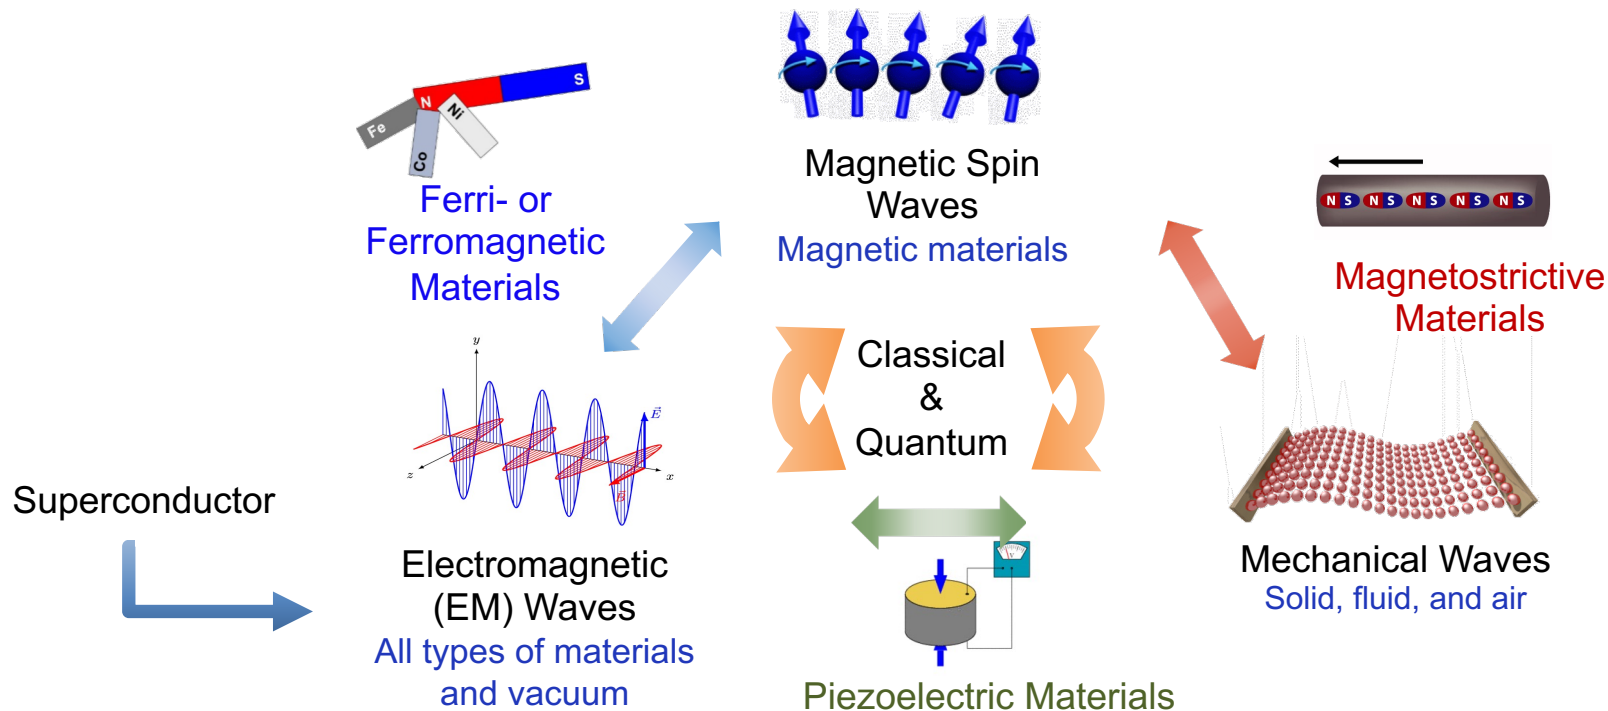 N
S
Fe
Co
Ni
Ferri- or
Ferromagnetic
Materials
Magnetic Spin
Waves
Magnetic materials
N S N S N S N S N S
Magnetostrictive
Materials
y
z
x
E
B
Classical
&
Quantum
Superconductor
Electromagnetic
(EM) Waves
All types of materials
and vacuum
V
Piezoelectric Materials
Mechanical Waves
Solid, fluid, and air